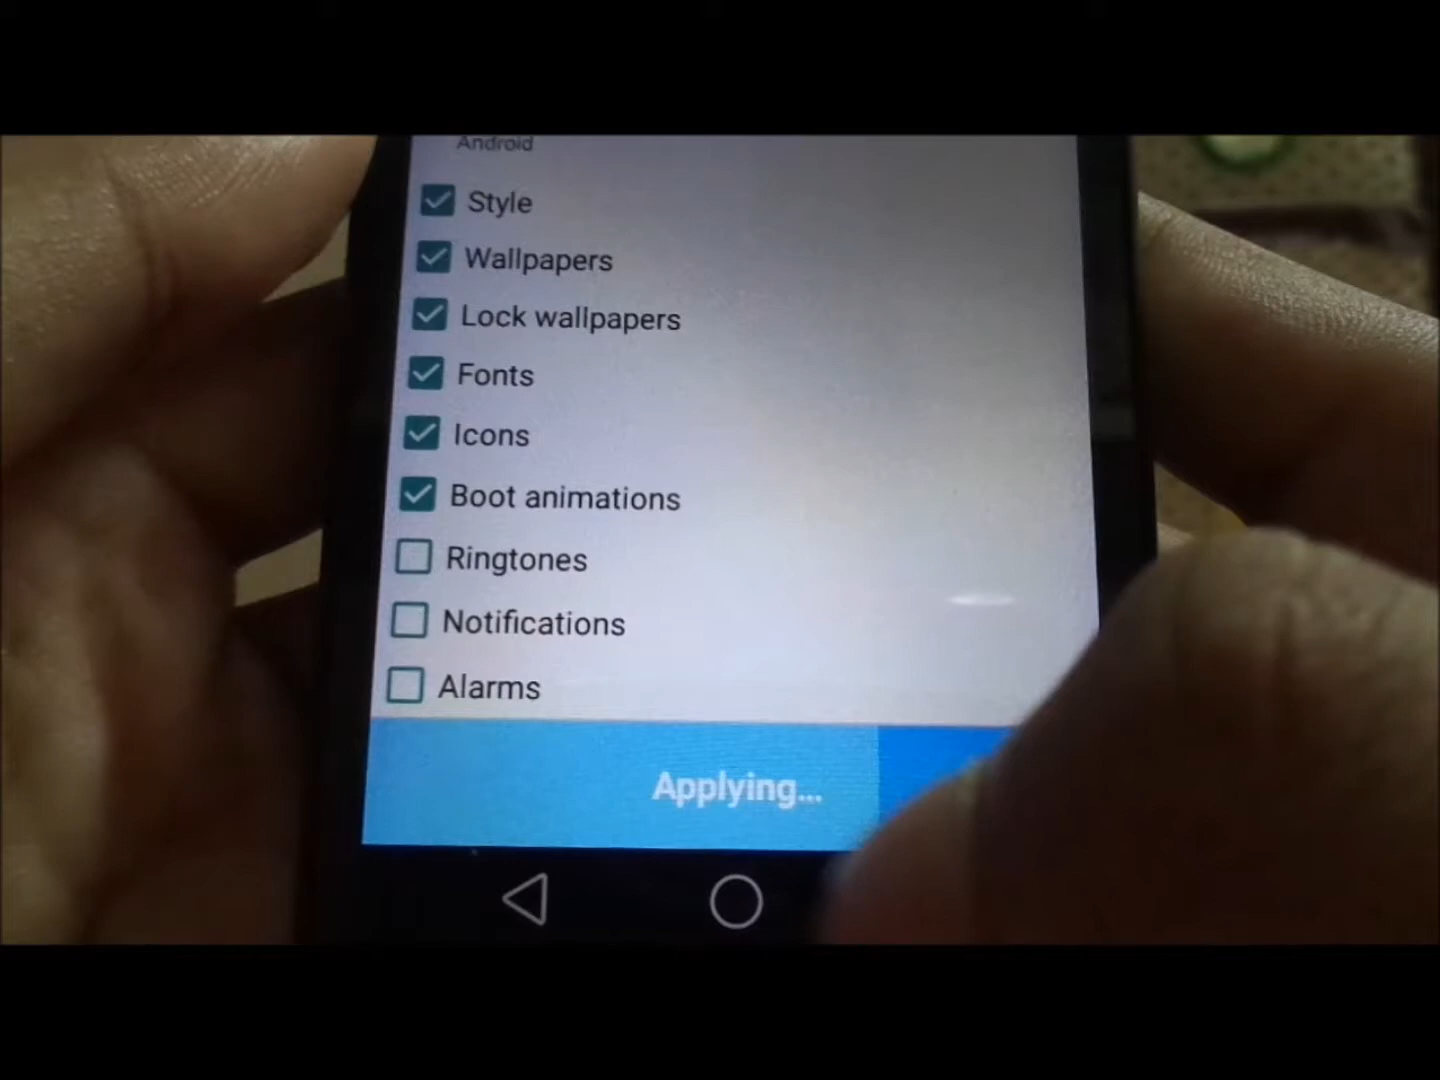 Android
Style
Wallpapers
Lock wallpapers
Fonts
Icons
Boot animations
Ringtones
Notifications
Alarms
Applying...